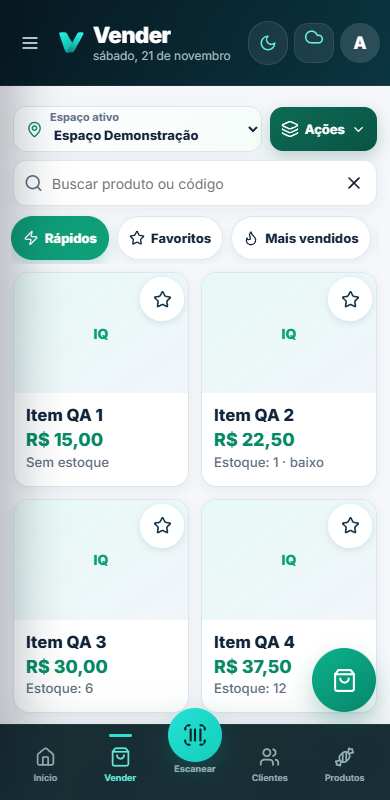 Vender
sábado, 21 de novembro
A
Espaço ativo
Espaço Demonstração
Ações
Buscar produto ou código
Rápidos
Favoritos
Mais vendidos
IQ
IQ
Item QA 1
R$ 15,00
Sem estoque
Item QA 2
R$ 22,50
Estoque: 1 · baixo
IQ
IQ
Item QA 3
R$ 30,00
Estoque: 6
Item QA 4
R$ 37,50
Estoque: 12
Início
Vender
Escanear
Clientes
Produtos